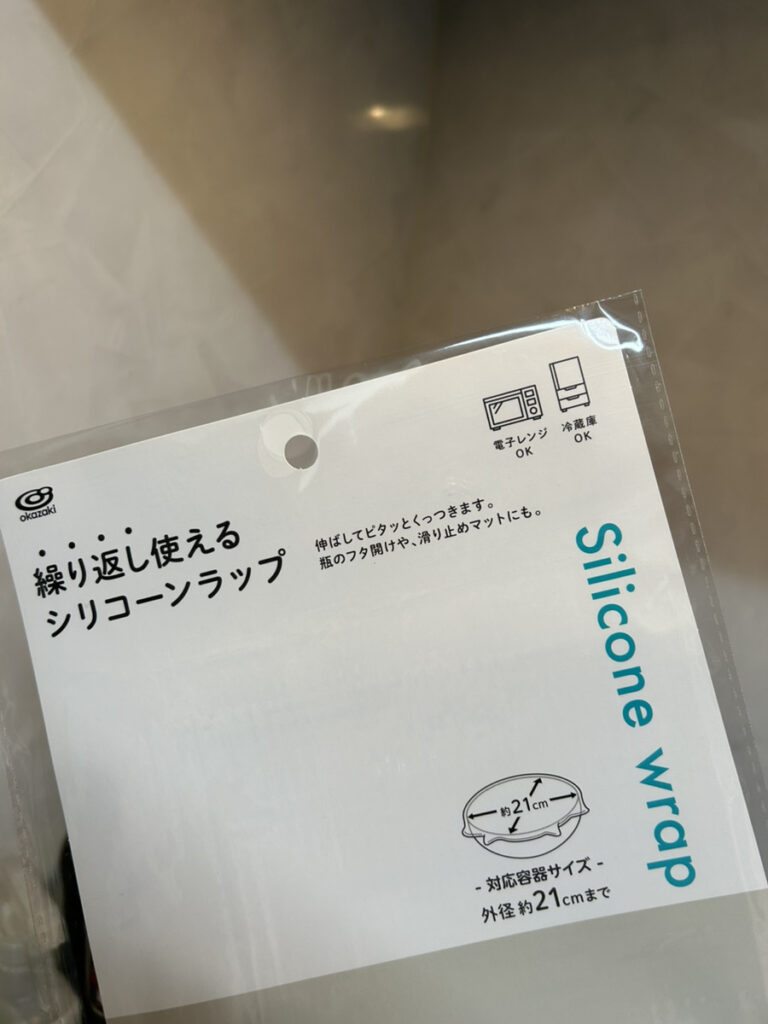 okazaki
繰り返し使える
シリコーンラップ
伸ばしてピタッとくっつきます。
瓶のフタ開けや、滑り止めマットにも。
電子レンジ
OK
冷蔵庫
OK
Silicone wrap
約21cm
- 対応容器サイズ -
外径 約21cmまで